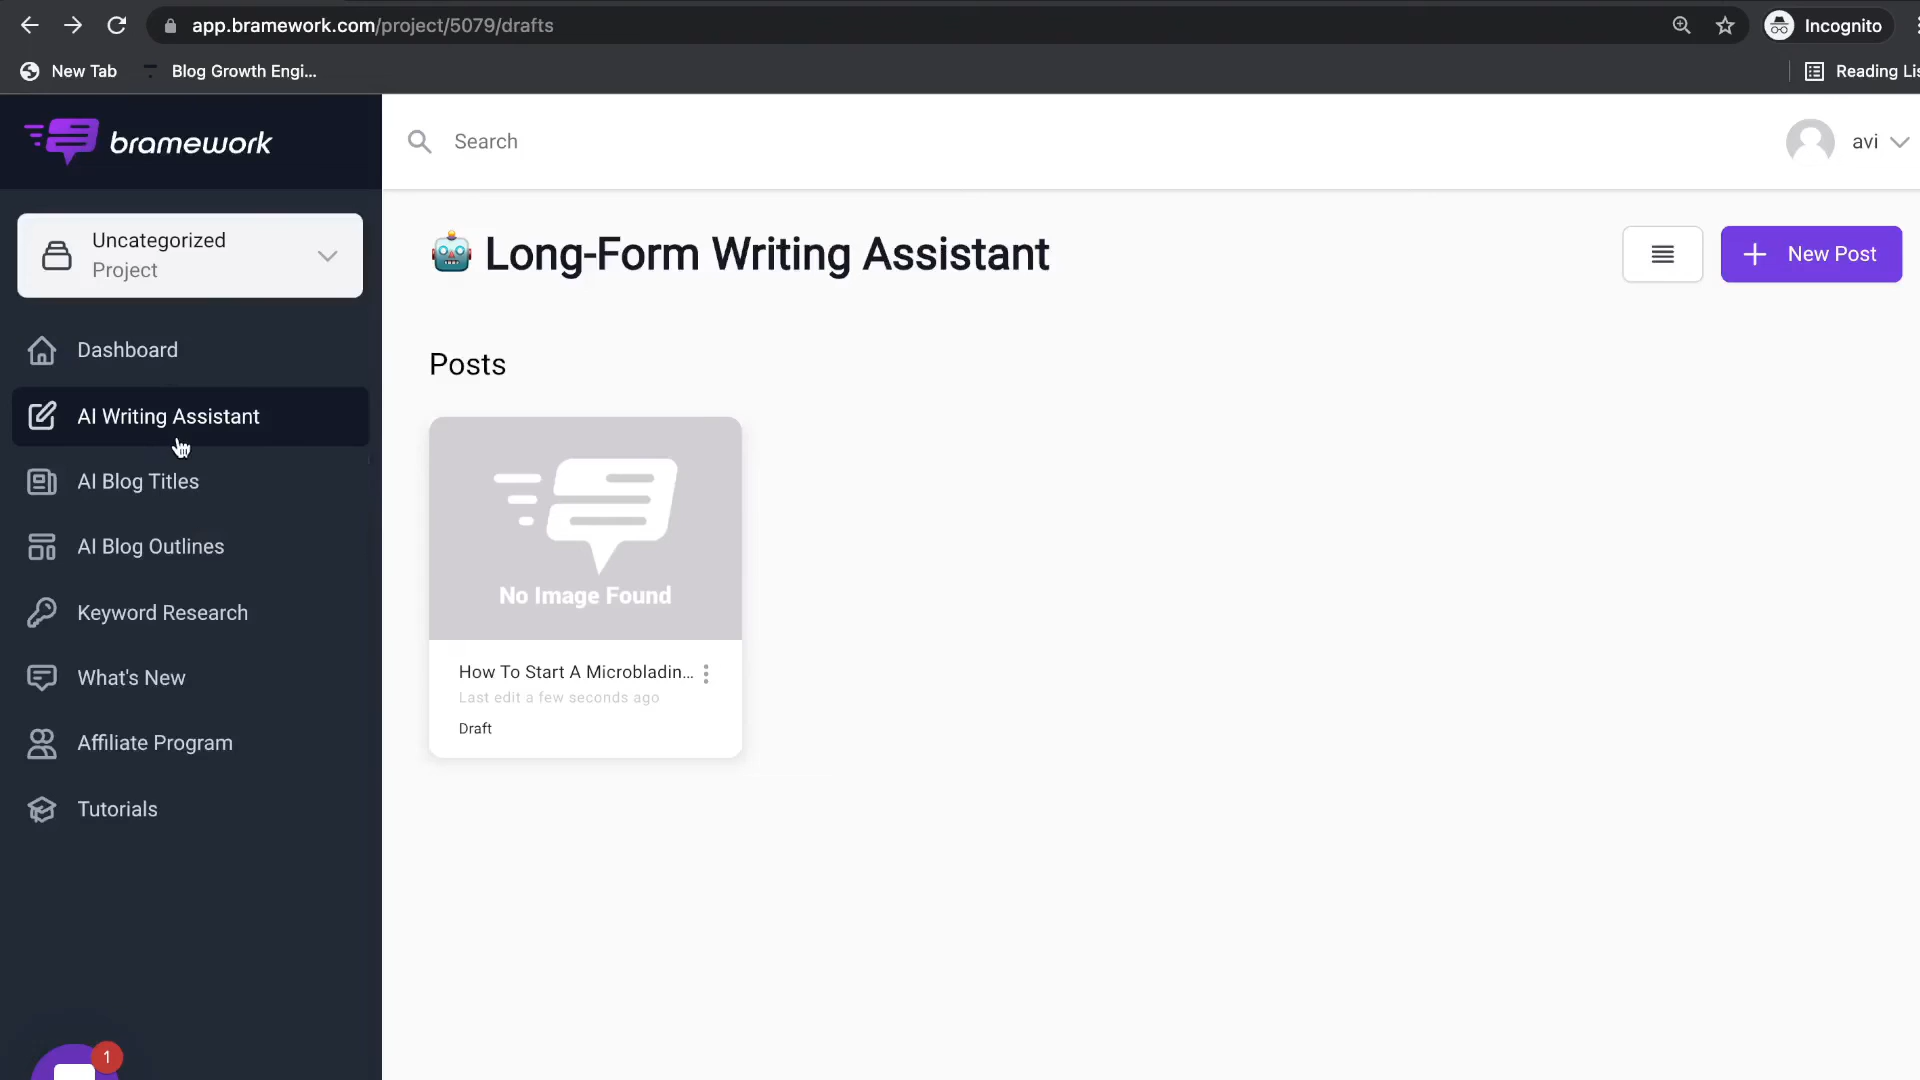 app.bramework.com/project/5079/drafts
Incognito
New Tab
Blog Growth Engi...
Reading Lis
bramework
Search
avi
Uncategorized
Project
Long-Form Writing Assistant
New Post
Dashboard
AI Writing Assistant
AI Blog Titles
AI Blog Outlines
Keyword Research
What's New
Affiliate Program
Tutorials
1
Posts
No Image Found
How To Start A Microbladin...
Last edit a few seconds ago
Draft